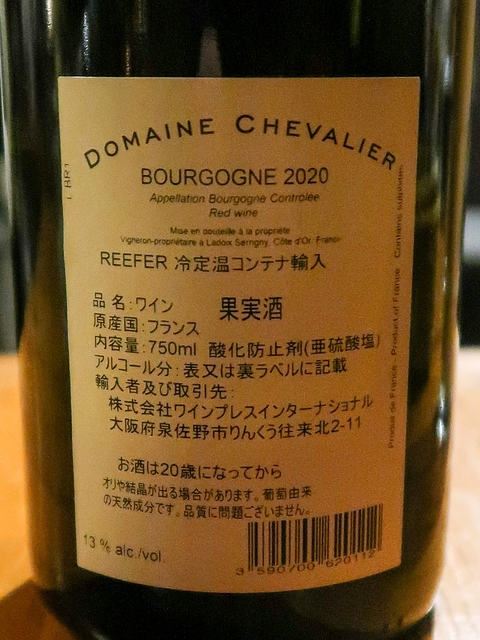 DOMAINE CHEVALIER
BOURGOGNE 2020
Appellation Bourgogne Controlée
Red wine
Mise en bouteille à la propriété
Vigneron-propriétaire à Ladoix Serrigny, Côte d'Or, France
REEFER 冷定温コンテナ輸入
品 名:ワイン 果実酒
原産国:フランス
内容量:750ml 酸化防止剤(亜硫酸塩)
アルコール分:表又は裏ラベルに記載
輸入者及び取引先:
株式会社ワインプレスインターナショナル
大阪府泉佐野市りんくう往来北2-11
お酒は20歳になってから
オリや結晶が出る場合があります。葡萄由来
の天然成分です。品質に問題ございません。
13 % alc./vol.
3 590700 620112
Produit de France - Product of France Contains sulphites